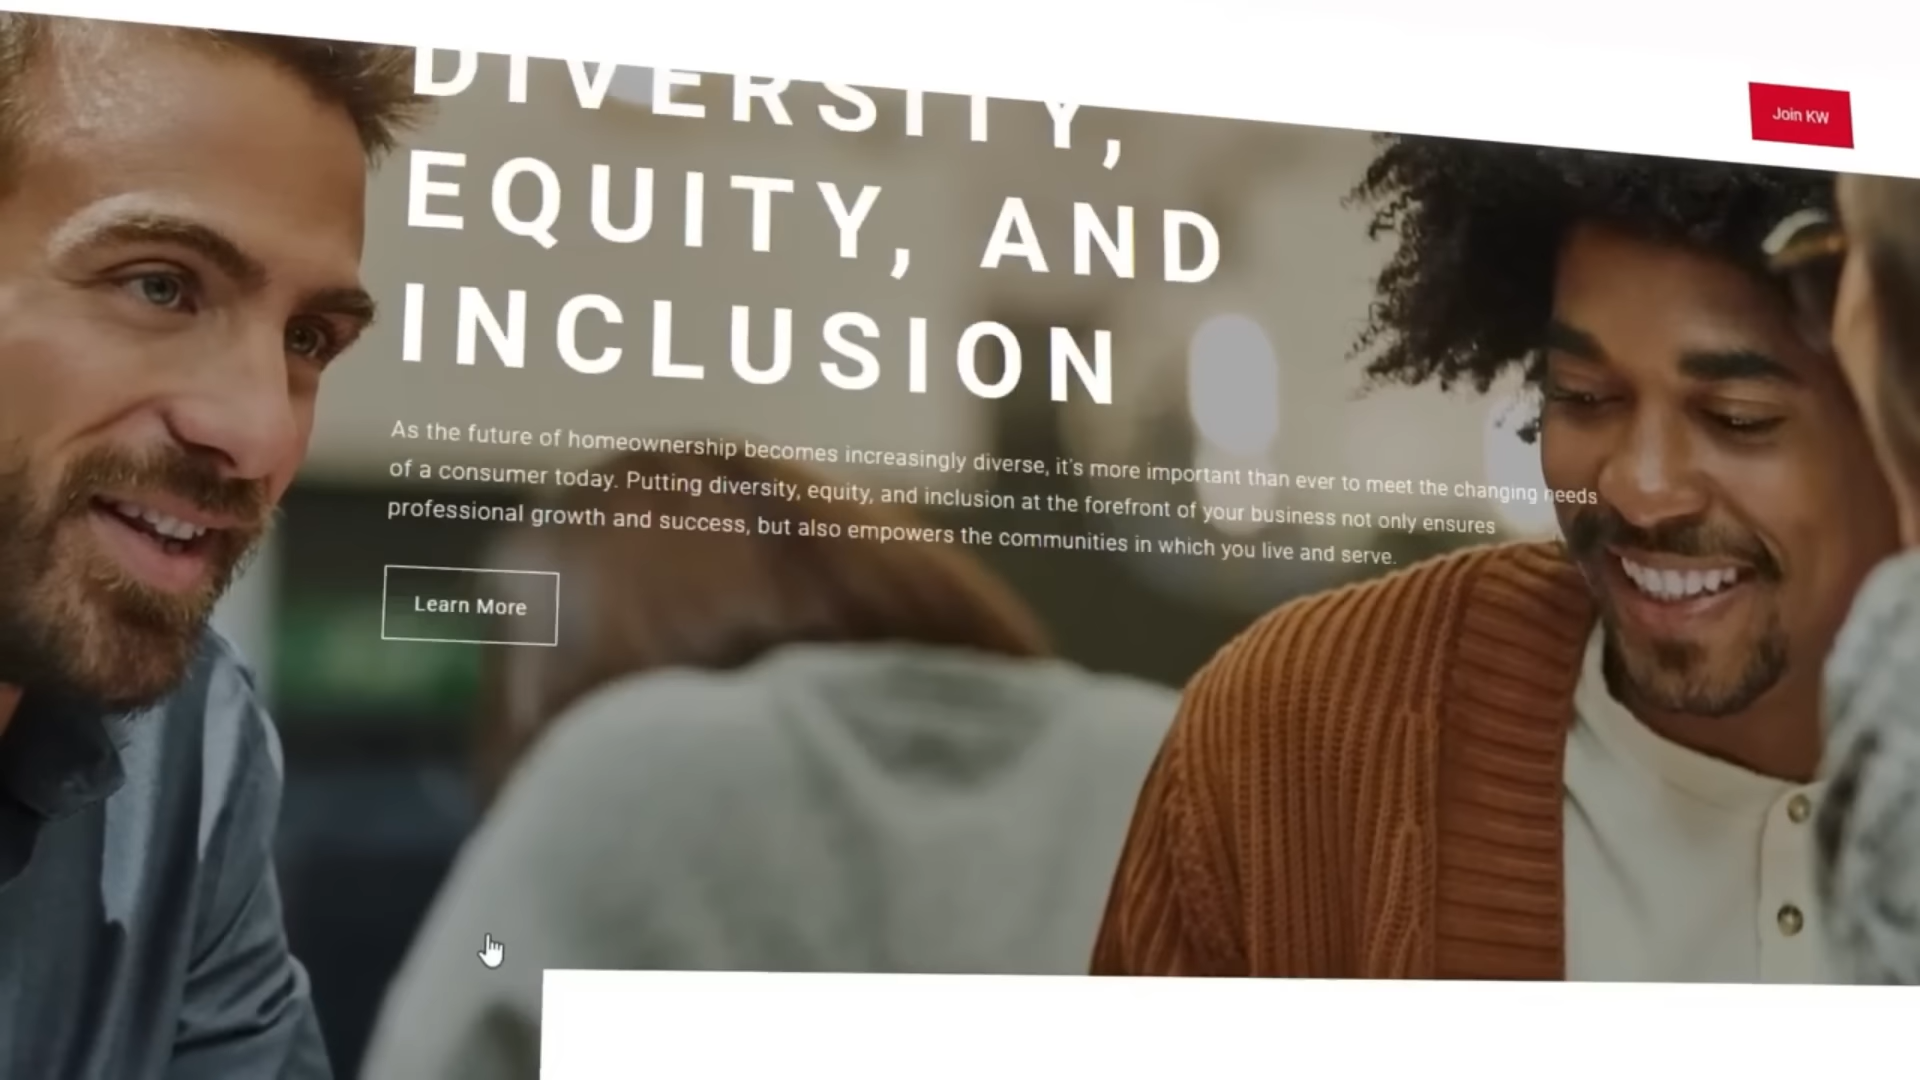 Join KW
DIVERSITY,
EQUITY, AND
INCLUSION
As the future of homeownership becomes increasingly diverse, it's more important than ever to meet the changing needs
of a consumer today. Putting diversity, equity, and inclusion at the forefront of your business not only ensures
professional growth and success, but also empowers the communities in which you live and serve.
Learn More